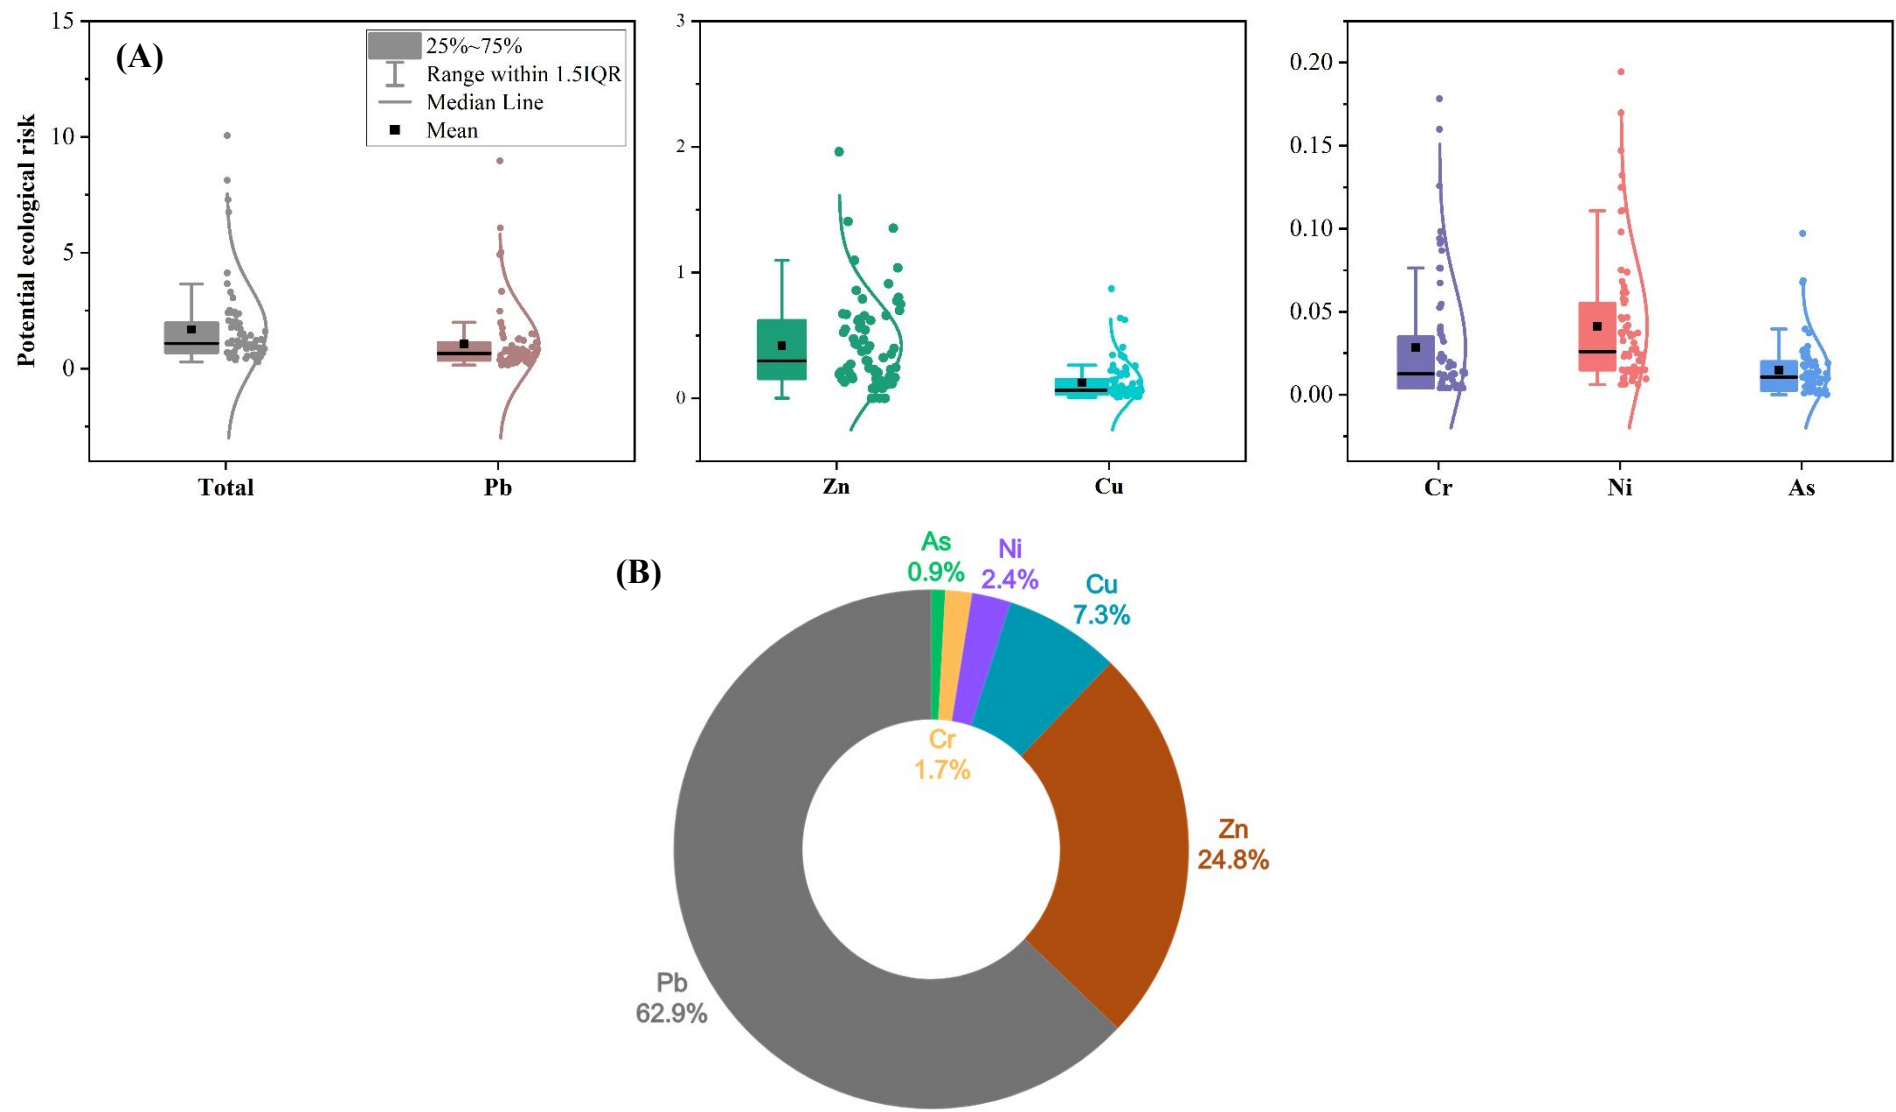 (A)
25%~75%
Range within 1.5IQR
Median Line
Mean
Potential ecological risk
15
10
5
0
Total
Pb
3
2
1
0
Zn
Cu
0.20
0.15
0.10
0.05
0.00
Cr
Ni
As
(B)
As
0.9%
Ni
2.4%
Cu
7.3%
Cr
1.7%
Zn
24.8%
Pb
62.9%